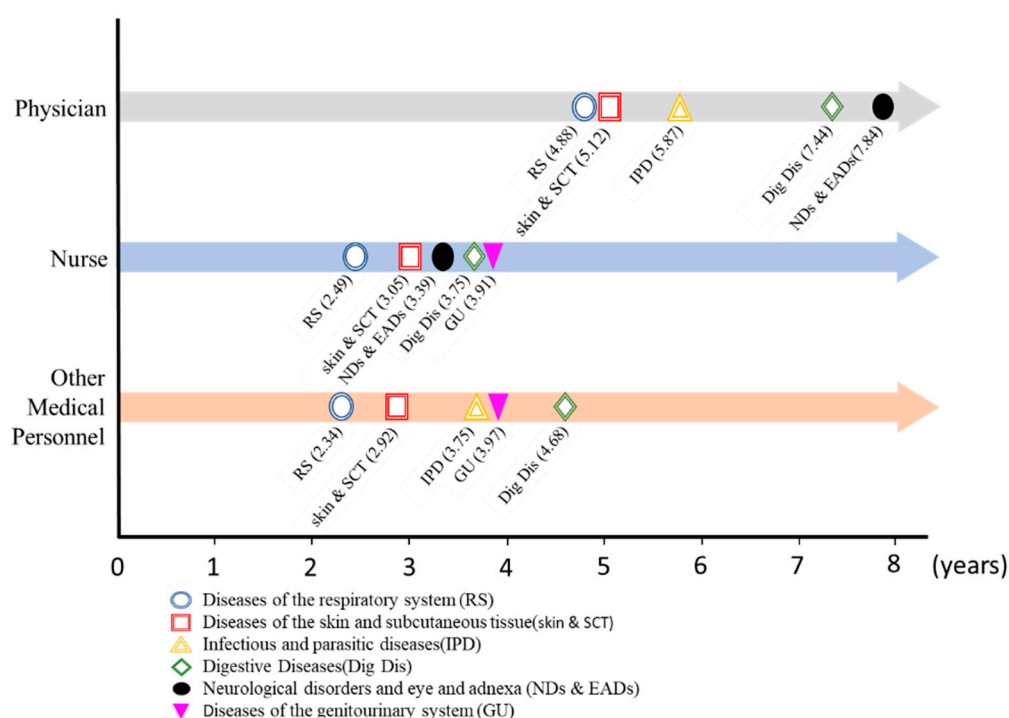 Physician
RS (4.88)
skin & SCT (5.12)
IPD (5.87)
Dig Dis (7.44)
NDs & EADs(7.84)
Nurse
RS (2.49)
skin & SCT (3.05)
NDs & EADs (3.39)
Dig Dis (3.75)
GU (3.91)
Other
Medical
Personnel
RS (2.34)
skin & SCT (2.92)
IPD (3.75)
GU (3.97)
Dig Dis (4.68)
0 1 2 3 4 5 6 7 8 (years)
Diseases of the respiratory system (RS)
Diseases of the skin and subcutaneous tissue(skin & SCT)
Infectious and parasitic diseases(IPD)
Digestive Diseases(Dig Dis)
Neurological disorders and eye and adnexa (NDs & EADs)
Diseases of the genitourinary system (GU)